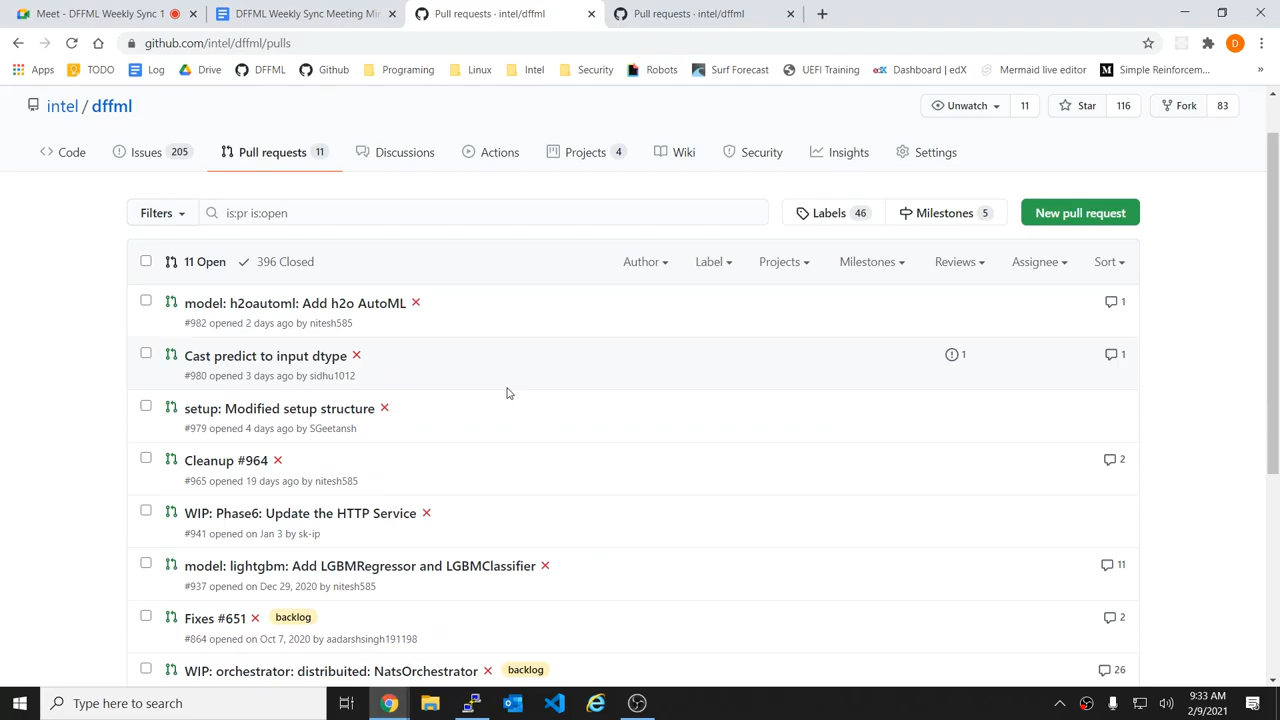 Meet - DFFML Weekly Sync 1
DFFML Weekly Sync Meeting Mi
Pull requests · intel/dffml
Pull requests · intel/dffml
github.com/intel/dffml/pulls
D
Apps
TODO
Log
Drive
DFFML
Github
Programing
Linux
Intel
Security
Robots
Surf Forecast
UEFI Training
Dashboard | edX
Mermaid live editor
Simple Reinforcem...
»
intel / dffml
Unwatch 11
Star 116
Fork 83
Code
Issues 205
Pull requests 11
Discussions
Actions
Projects 4
Wiki
Security
Insights
Settings
Filters
is:pr is:open
Labels 46
Milestones 5
New pull request
11 Open
396 Closed
Author
Label
Projects
Milestones
Reviews
Assignee
Sort
model: h2oautoml: Add h2o AutoML
1
#982 opened 2 days ago by nitesh585
Cast predict to input dtype
1
1
#980 opened 3 days ago by sidhu1012
setup: Modified setup structure
#979 opened 4 days ago by SGeetansh
Cleanup #964
2
#965 opened 19 days ago by nitesh585
WIP: Phase6: Update the HTTP Service
#941 opened on Jan 3 by sk-ip
model: lightgbm: Add LGBMRegressor and LGBMClassifier
11
#937 opened on Dec 29, 2020 by nitesh585
Fixes #651 backlog
2
#864 opened on Oct 7, 2020 by aadarshsingh191198
WIP: orchestrator: distribuited: NatsOrchestrator backlog
26
Type here to search
9:33 AM
2/9/2021